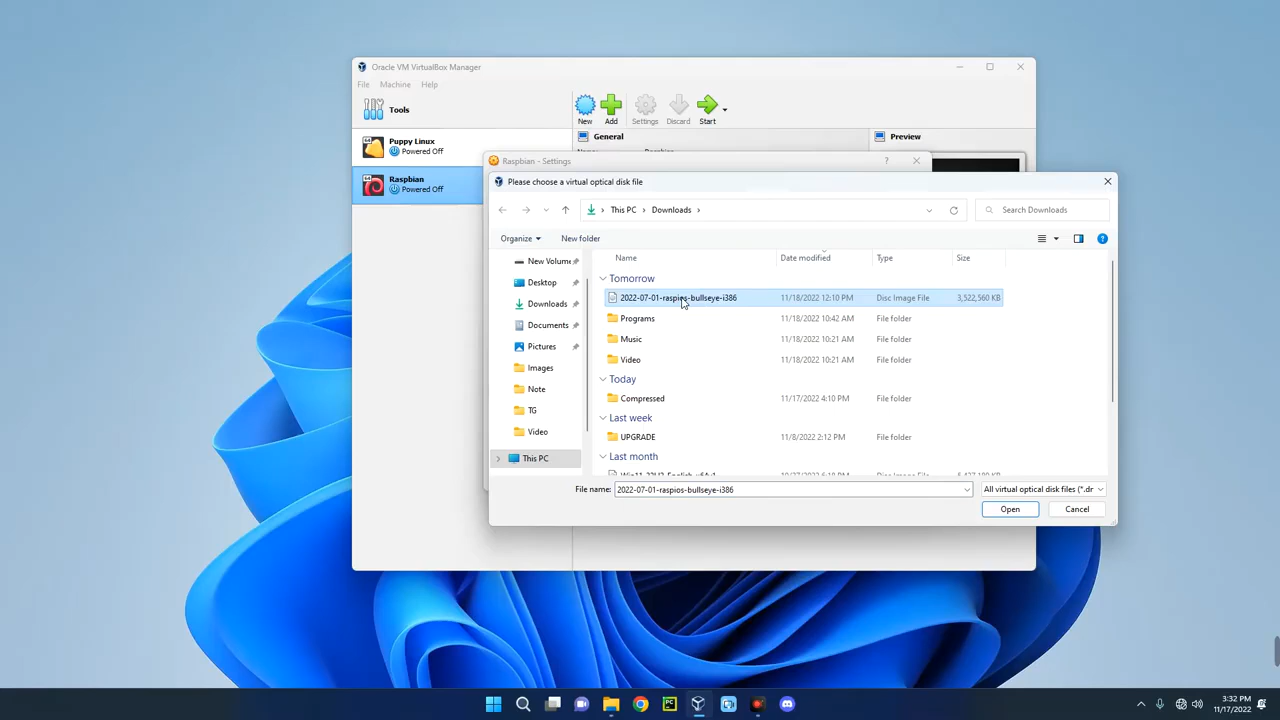 Oracle VM VirtualBox Manager
File Machine Help
Tools
New Add Settings Discard Start
General
Preview
Puppy Linux
64
Powered Off
Raspbian
64
Powered Off
Raspbian - Settings
?
Please choose a virtual optical disk file
This PC > Downloads >
Search Downloads
Organize
New folder
Name Date modified Type Size
New Volume
Desktop
Downloads
Documents
Pictures
Images
Note
TG
Video
This PC
Tomorrow
2022-07-01-raspios-bullseye-i386 11/18/2022 12:10 PM Disc Image File 3,522,560 KB
Programs 11/18/2022 10:42 AM File folder
Music 11/18/2022 10:21 AM File folder
Video 11/18/2022 10:21 AM File folder
Today
Compressed 11/17/2022 4:10 PM File folder
Last week
UPGRADE 11/8/2022 2:12 PM File folder
Last month
File name: 2022-07-01-raspios-bullseye-i386
All virtual optical disk files (*.dr
Open Cancel
PC
3:32 PM
11/17/2022